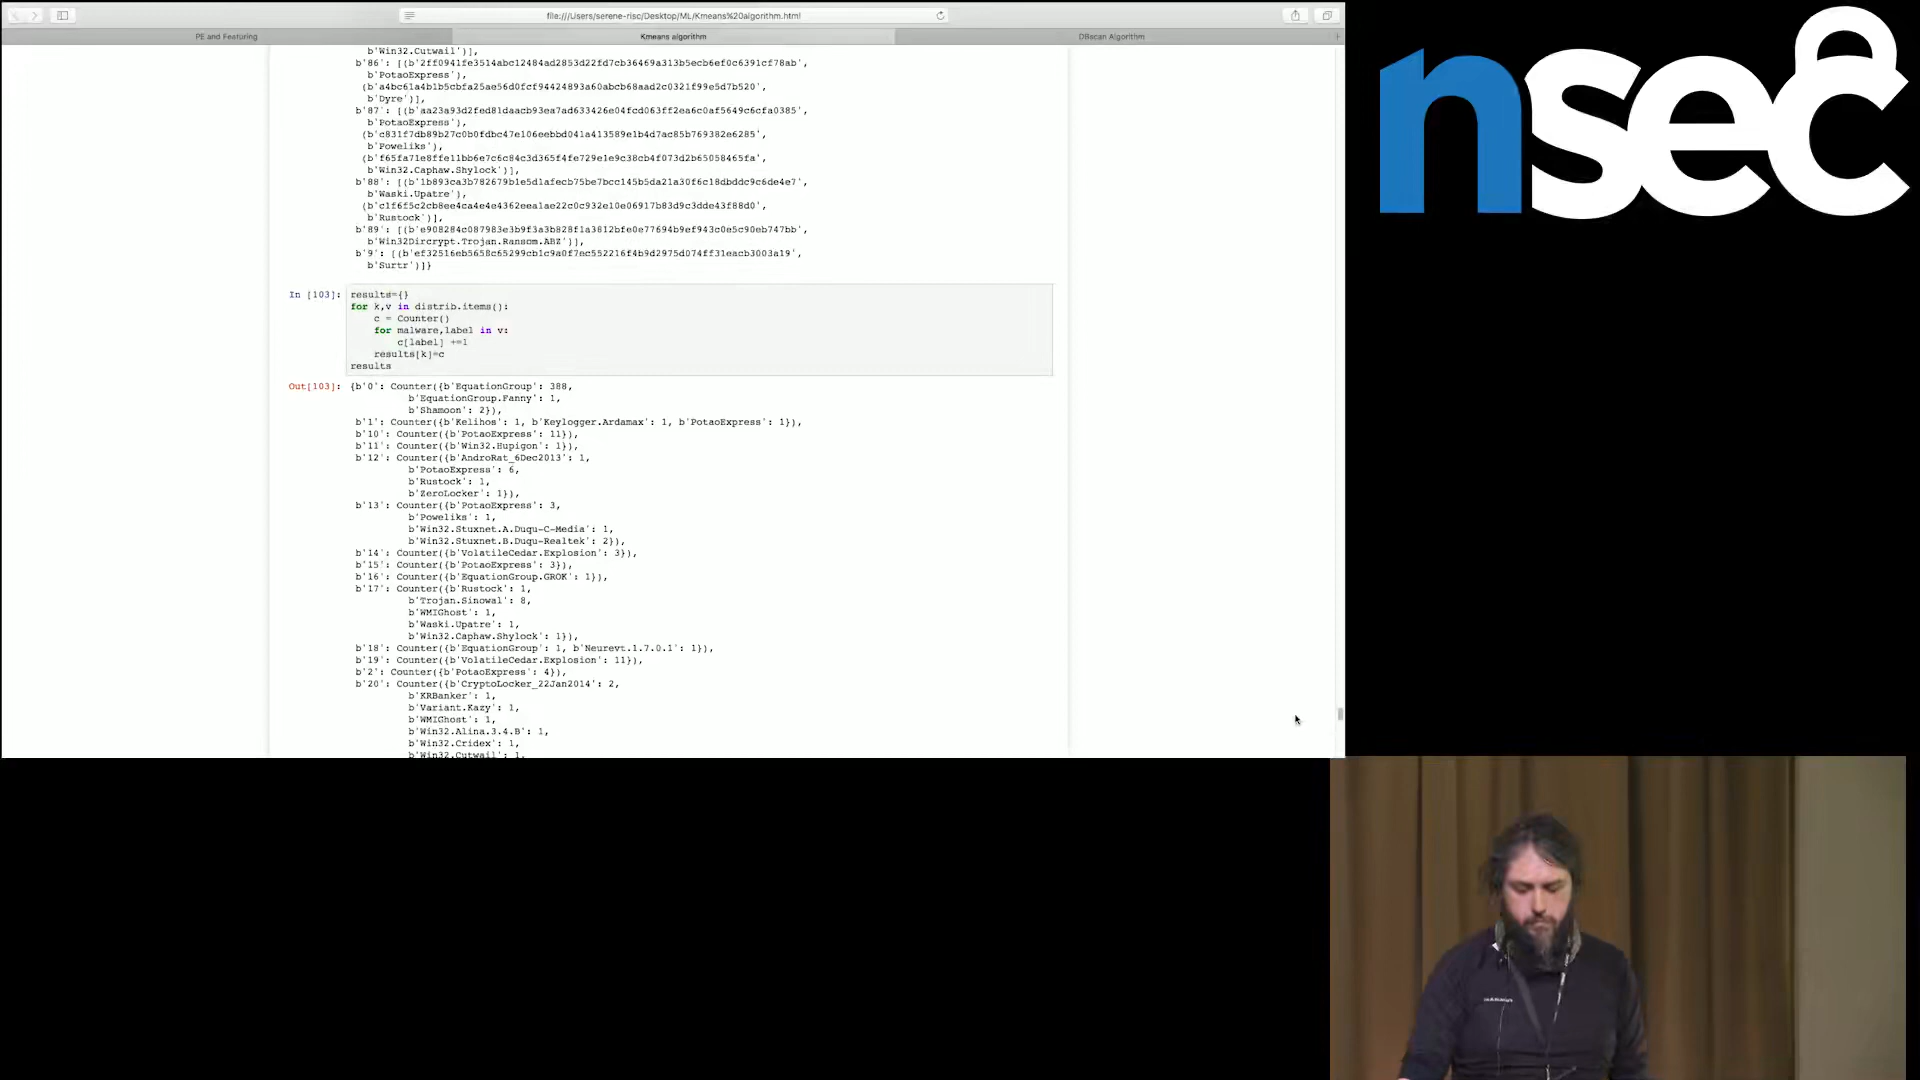 file:///Users/serene-risc/Desktop/ML/Kmeans%20algorithm.html
PE and Featuring
Kmeans algorithm
DBscan Algorithm
b'Win32.Cutwail')],
b'86': [(b'2ff0941fe3514abc12484ad2853d22fd7cb36469a313b5ecb6ef0c6391cf78ab',
b'PotaoExpress'),
(b'a4bc61a4b1b5cbfa25ae56d0fcf94424893a60abcb68aad2c0321f99e5d7b520',
b'Dyre')],
b'87': [(b'aa23a93d2fed81daacb93ea7ad633426e04fcd063ff2ea6c0af5649c6cfa0385',
b'PotaoExpress'),
(b'c831f7db89b27c0b0fdbc47e106eebbd041a413589e1b4d7ac85b769382e6285',
b'Poweliks'),
(b'f65fa71e8ffe11bb6e7c6c84c3d365f4fe729e1e9c38cb4f073d2b65058465fa',
b'Win32.Caphaw.Shylock')],
b'88': [(b'1b893ca3b782679b1e5d1afecb75be7bcc145b5da21a30f6c18dbddc9c6de4e7',
b'Waski.Upatre'),
(b'c1f6f5c2cb8ee4ca4e4e4362eea1ae22c0c932e10e06917b83d9c3dde43f88d0',
b'Rustock')],
b'89': [(b'e908284c087983e3b9f3a3b828f1a3812bfe0e77694b9ef943c0e5c90eb747bb',
b'Win32Dircrypt.Trojan.Ransom.ABZ')],
b'9': [(b'ef32516eb5658c65299cb1c9a0f7ec552216f4b9d2975d074ff31eacb3003a19',
b'Surtr')]}
In [103]: results={}
for k,v in distrib.items():
c = Counter()
for malware,label in v:
c[label] +=1
results[k]=c
results
Out[103]: {b'0': Counter({b'EquationGroup': 388,
b'EquationGroup.Fanny': 1,
b'Shamoon': 2}),
b'1': Counter({b'Kelihos': 1, b'Keylogger.Ardamax': 1, b'PotaoExpress': 1}),
b'10': Counter({b'PotaoExpress': 11}),
b'11': Counter({b'Win32.Hupigon': 1}),
b'12': Counter({b'AndroRat_6Dec2013': 1,
b'PotaoExpress': 6,
b'Rustock': 1,
b'ZeroLocker': 1}),
b'13': Counter({b'PotaoExpress': 3,
b'Poweliks': 1,
b'Win32.Stuxnet.A.Duqu-C-Media': 1,
b'Win32.Stuxnet.B.Duqu-Realtek': 2}),
b'14': Counter({b'VolatileCedar.Explosion': 3}),
b'15': Counter({b'PotaoExpress': 3}),
b'16': Counter({b'EquationGroup.GROK': 1}),
b'17': Counter({b'Rustock': 1,
b'Trojan.Sinowal': 8,
b'WMIGhost': 1,
b'Waski.Upatre': 1,
b'Win32.Caphaw.Shylock': 1}),
b'18': Counter({b'EquationGroup': 1, b'Neurevt.1.7.0.1': 1}),
b'19': Counter({b'VolatileCedar.Explosion': 11}),
b'2': Counter({b'PotaoExpress': 4}),
b'20': Counter({b'CryptoLocker_22Jan2014': 2,
b'KRBanker': 1,
b'Variant.Kazy': 1,
b'WMIGhost': 1,
b'Win32.Alina.3.4.B': 1,
b'Win32.Cridex': 1,
b'Win32.Cutwail': 1,
nsec